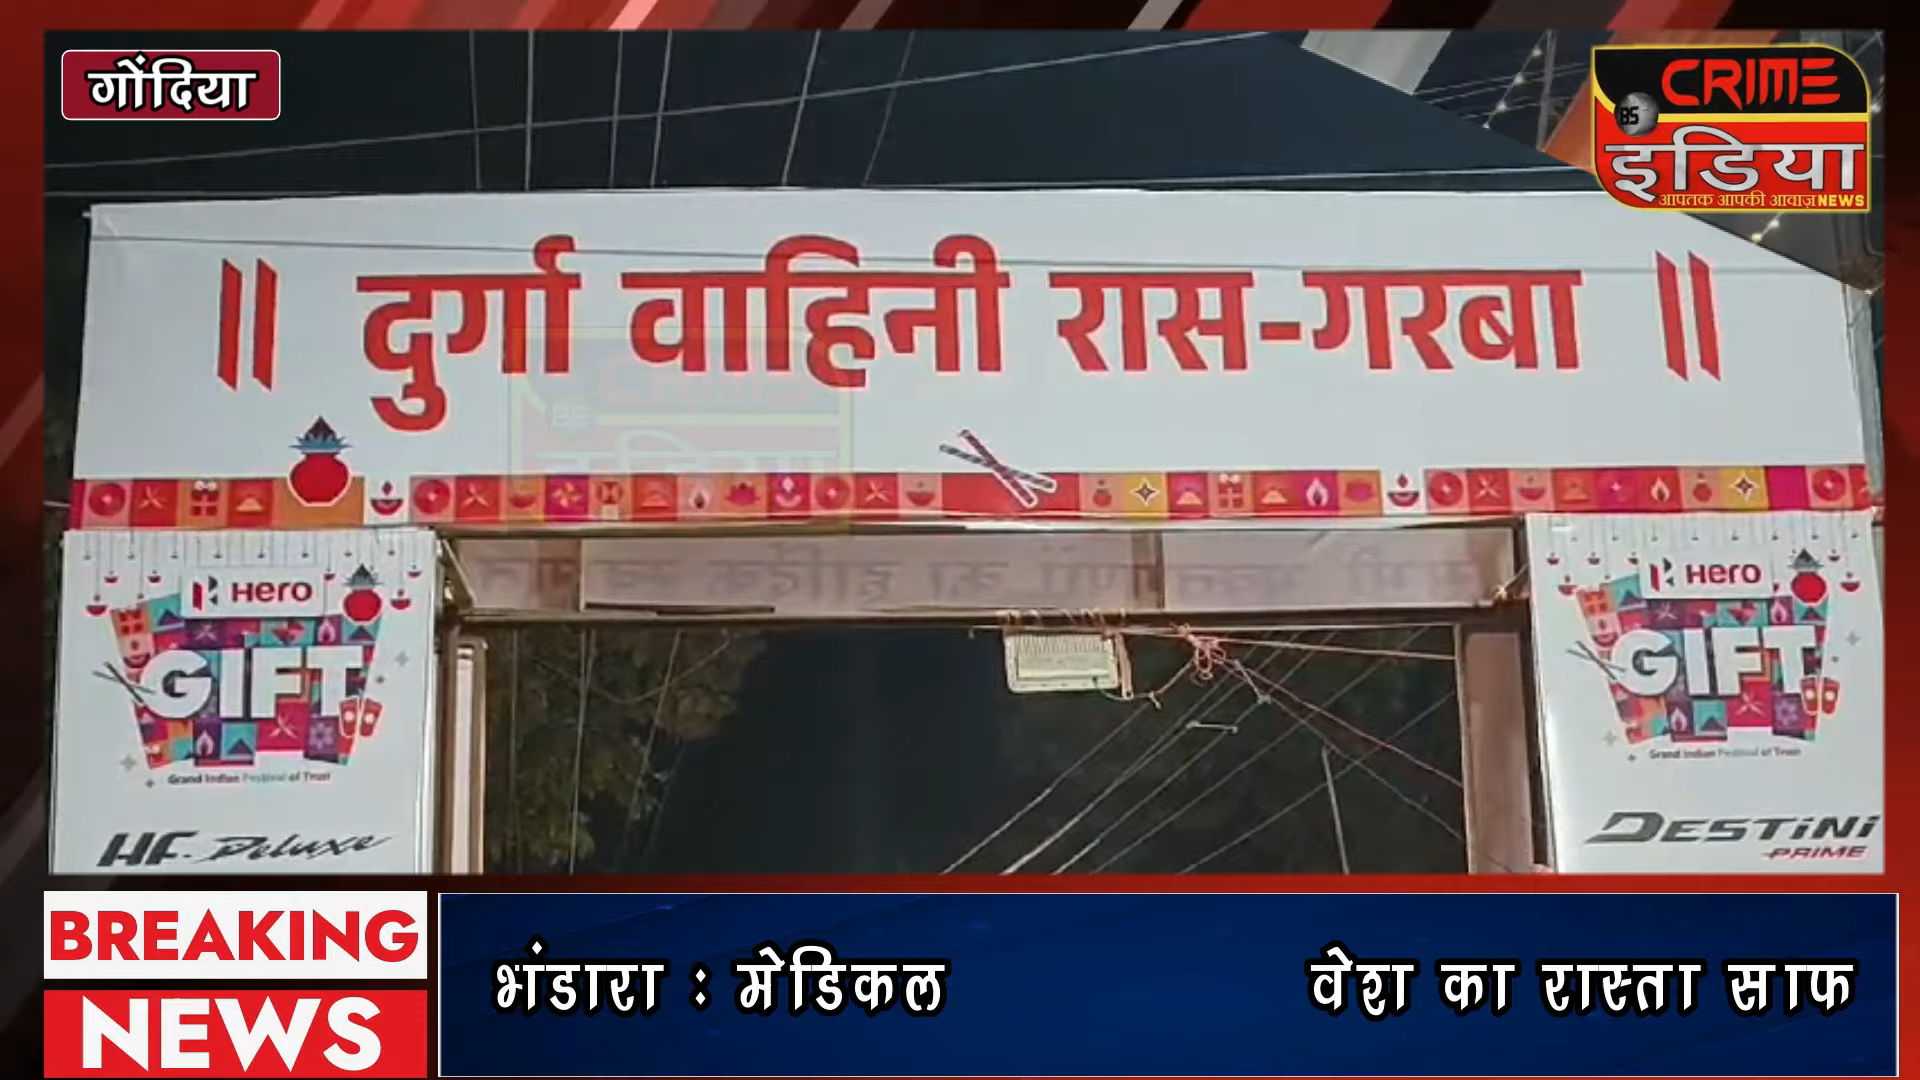 गोंदिया
CRIME
BS
इंडिया
आपतक आपकी आवाज़ NEWS
॥ दुर्गा वाहिनी रास-गरबा ॥
Hero
GIFT
Grand Indian Festival of Trust
HF Deluxe
Hero
GIFT
Grand Indian Festival of Trust
DESTINI
PRIME
BREAKING
NEWS
भंडारा : मेडिकल वेश का रास्ता साफ